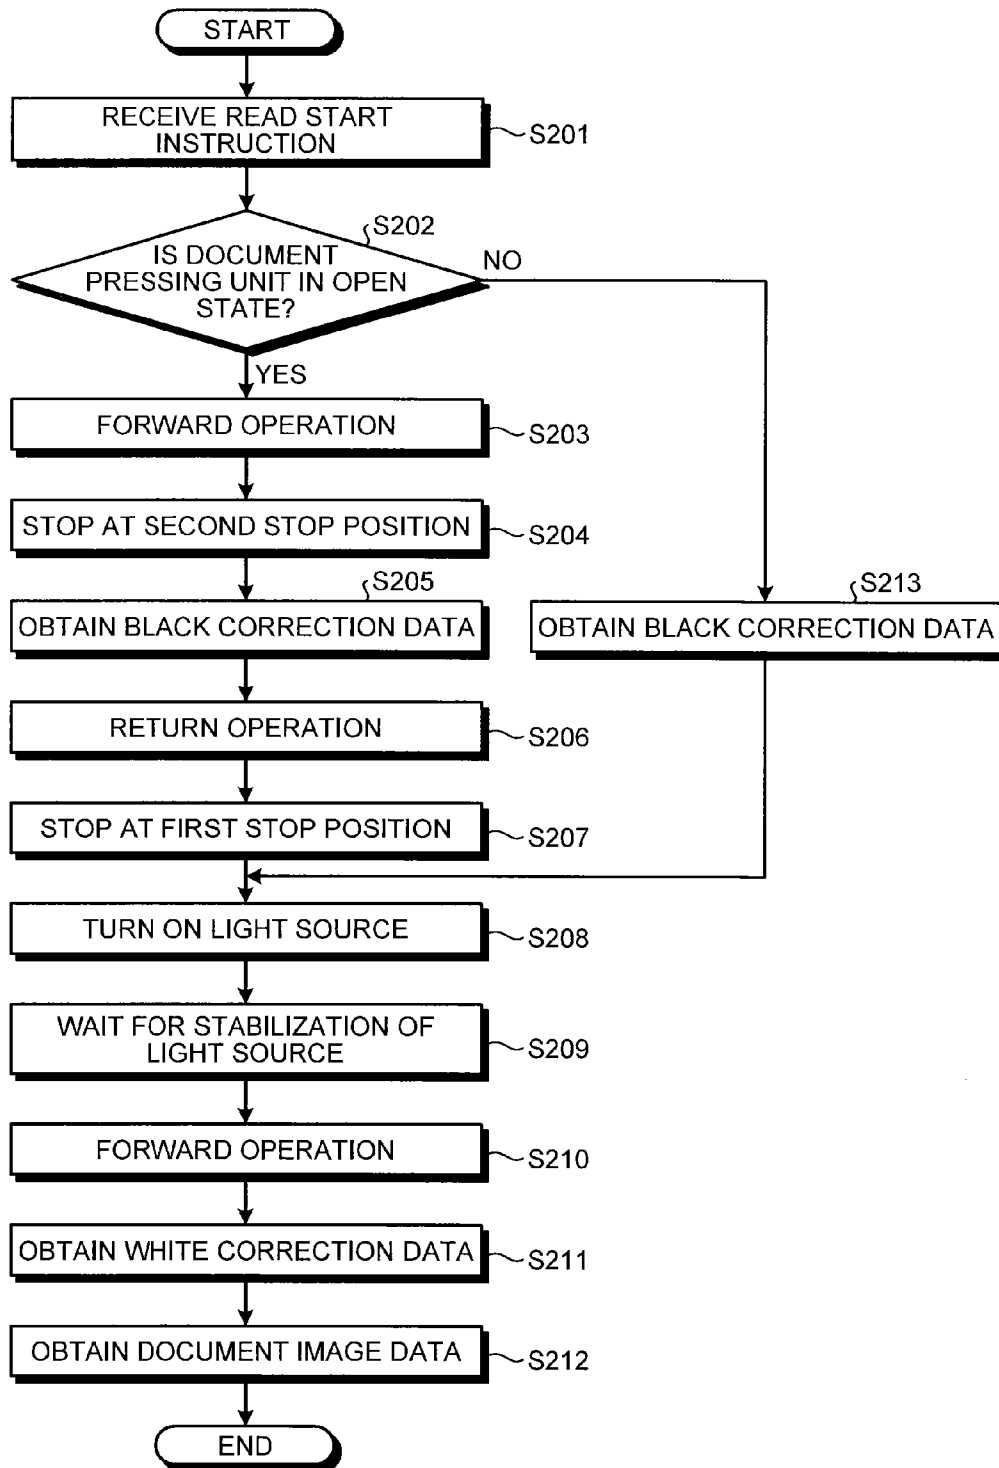 START
RECEIVE READ START
INSTRUCTION
S201
S202
IS DOCUMENT
PRESSING UNIT IN OPEN
STATE?
NO
YES
FORWARD OPERATION
S203
STOP AT SECOND STOP POSITION
S204
S205
OBTAIN BLACK CORRECTION DATA
S213
OBTAIN BLACK CORRECTION DATA
RETURN OPERATION
S206
STOP AT FIRST STOP POSITION
S207
TURN ON LIGHT SOURCE
S208
WAIT FOR STABILIZATION OF
LIGHT SOURCE
S209
FORWARD OPERATION
S210
OBTAIN WHITE CORRECTION DATA
S211
OBTAIN DOCUMENT IMAGE DATA
S212
END